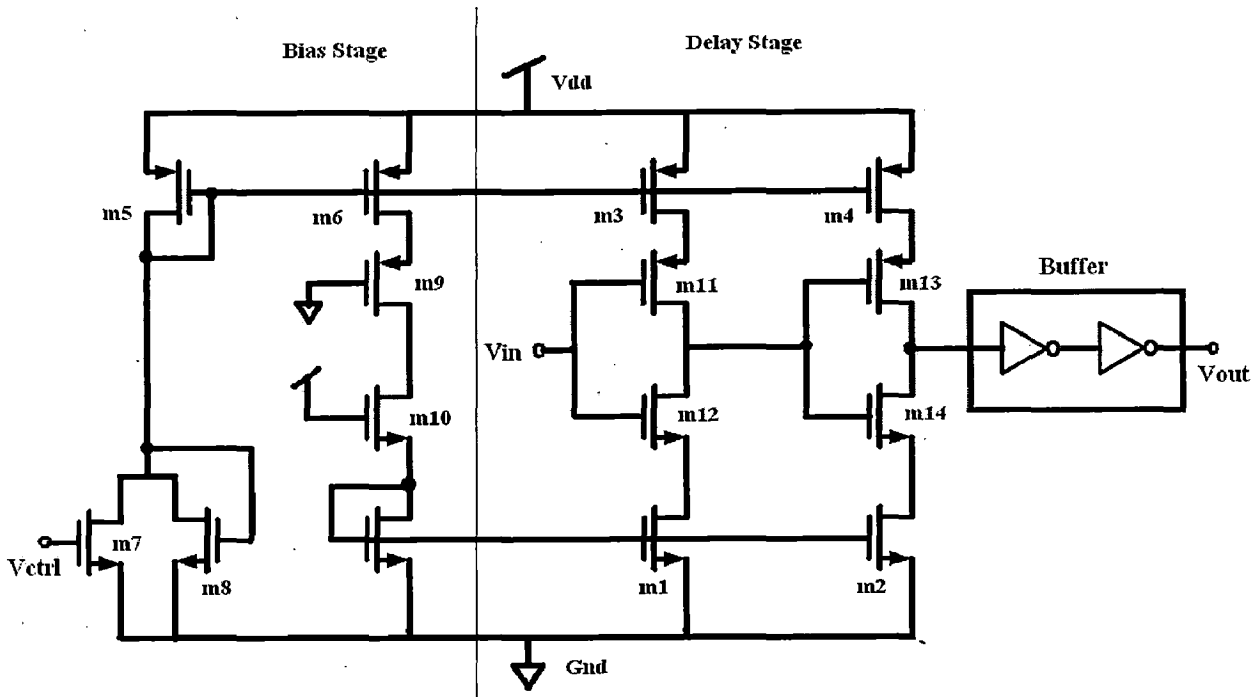 Bias Stage
Delay Stage
Vdd
m5
m6
m3
m4
m9
m11
m13
Buffer
Vin
Vout
m10
m12
m14
Vctrl
m7
m8
m1
m2
Gnd